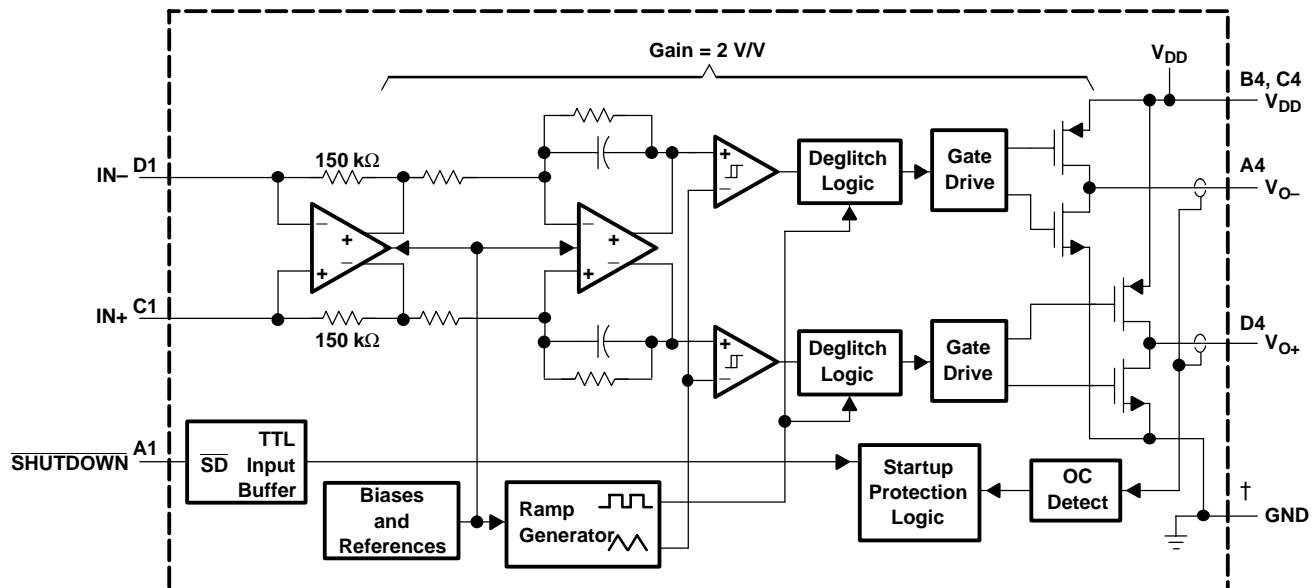 Gain = 2 V/V
VDD
B4, C4
VDD
IN– D1
150 kΩ
Deglitch
Logic
Gate
Drive
A4
VO–
IN+ C1
150 kΩ
Deglitch
Logic
Gate
Drive
D4
VO+
SHUTDOWN A1
SD
TTL
Input
Buffer
Biases
and
References
Ramp
Generator
Startup
Protection
Logic
OC
Detect
†
GND
− + − +
− + − +
+ −
+ −